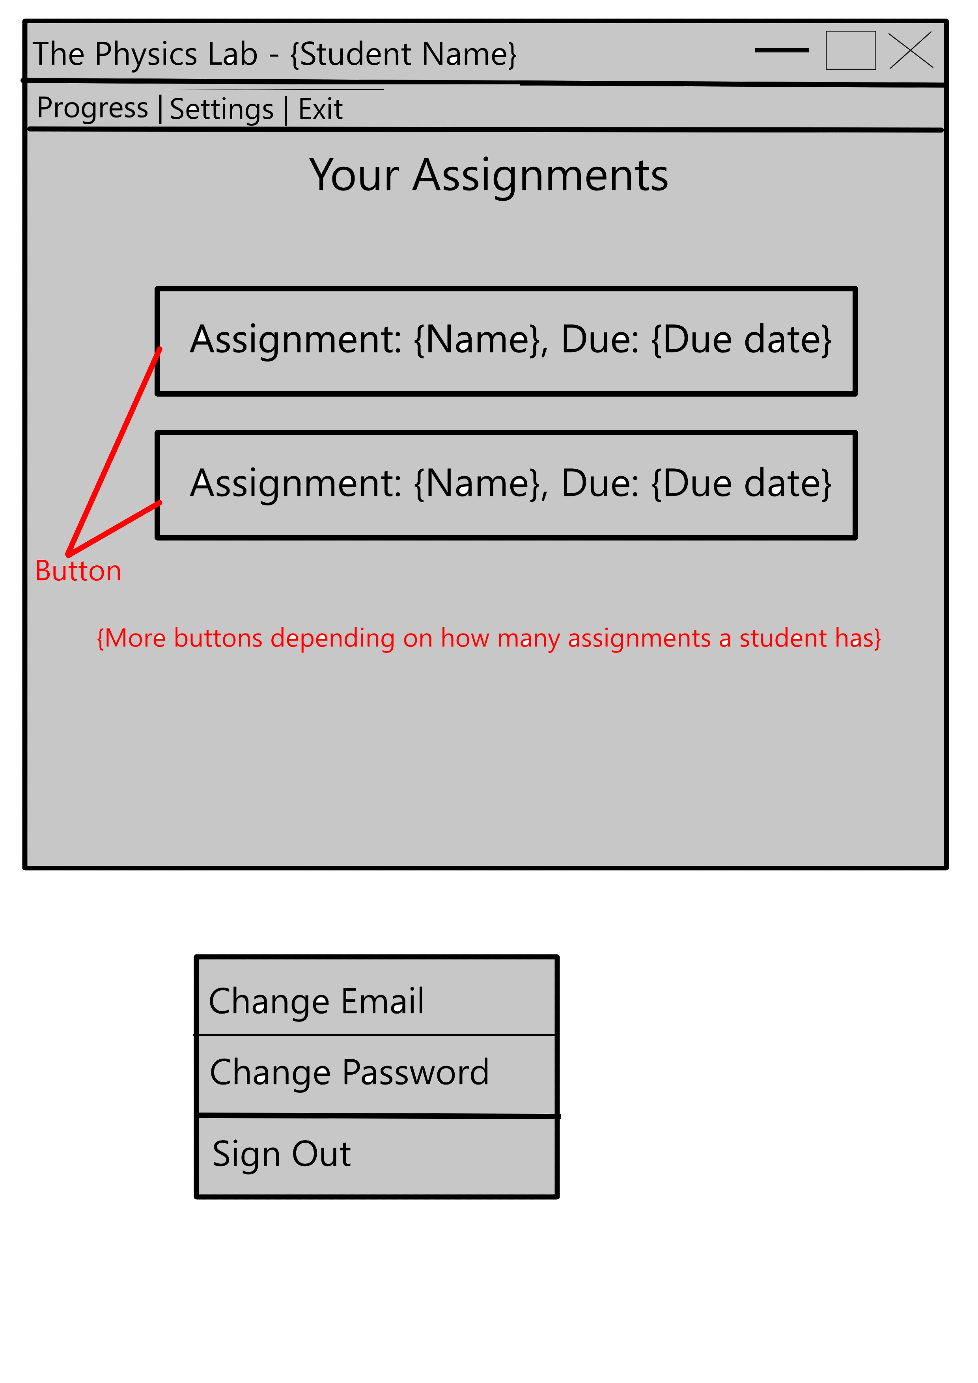 The Physics Lab - {Student Name}
Progress | Settings | Exit
Your Assignments
Assignment: {Name}, Due: {Due date}
Assignment: {Name}, Due: {Due date}
Button
{More buttons depending on how many assignments a student has}
Change Email
Change Password
Sign Out